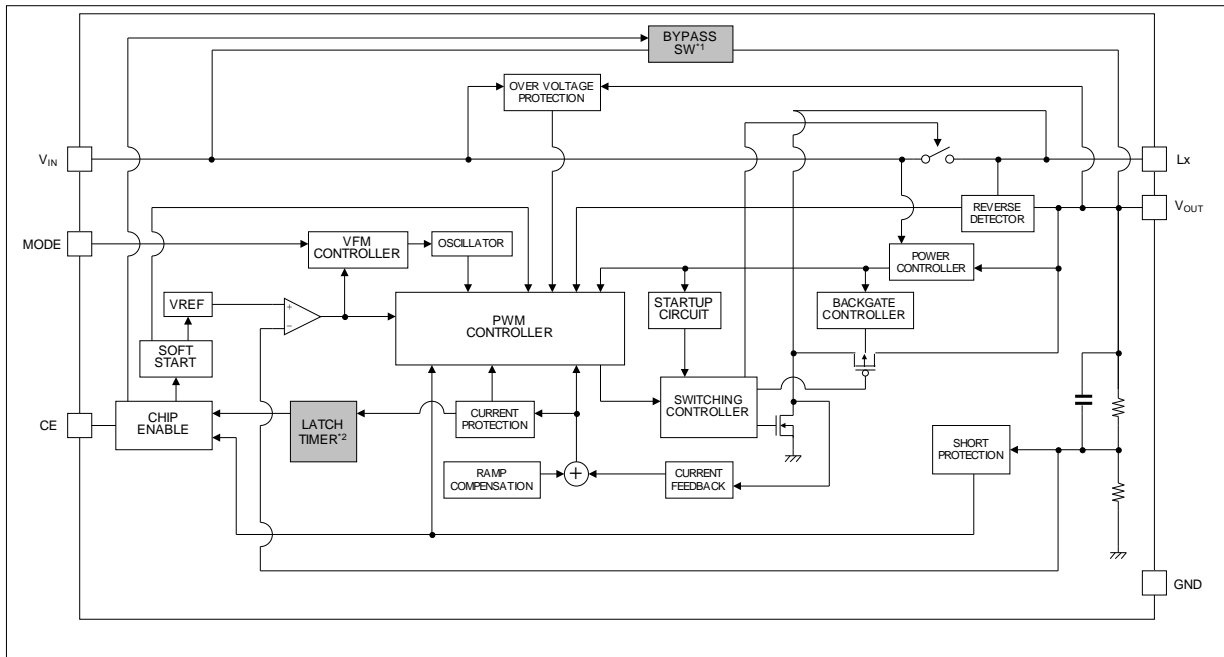 BYPASS
SW*1
OVER VOLTAGE
PROTECTION
VIN
Lx
REVERSE
DETECTOR
VOUT
MODE
VFM
CONTROLLER
OSCILLATOR
POWER
CONTROLLER
VREF
+
−
PWM
CONTROLLER
STARTUP
CIRCUIT
BACKGATE
CONTROLLER
SOFT
START
CE
CHIP
ENABLE
LATCH
TIMER*2
CURRENT
PROTECTION
SWITCHING
CONTROLLER
SHORT
PROTECTION
RAMP
COMPENSATION
+
CURRENT
FEEDBACK
GND